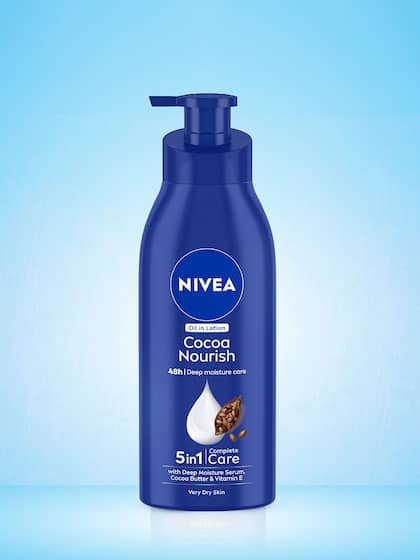 NIVEA
Oil in Lotion
Cocoa
Nourish
48h | Deep moisture care
5in1 | Complete Care
with Deep Moisture Serum,
Cocoa Butter & Vitamin E
Very Dry Skin